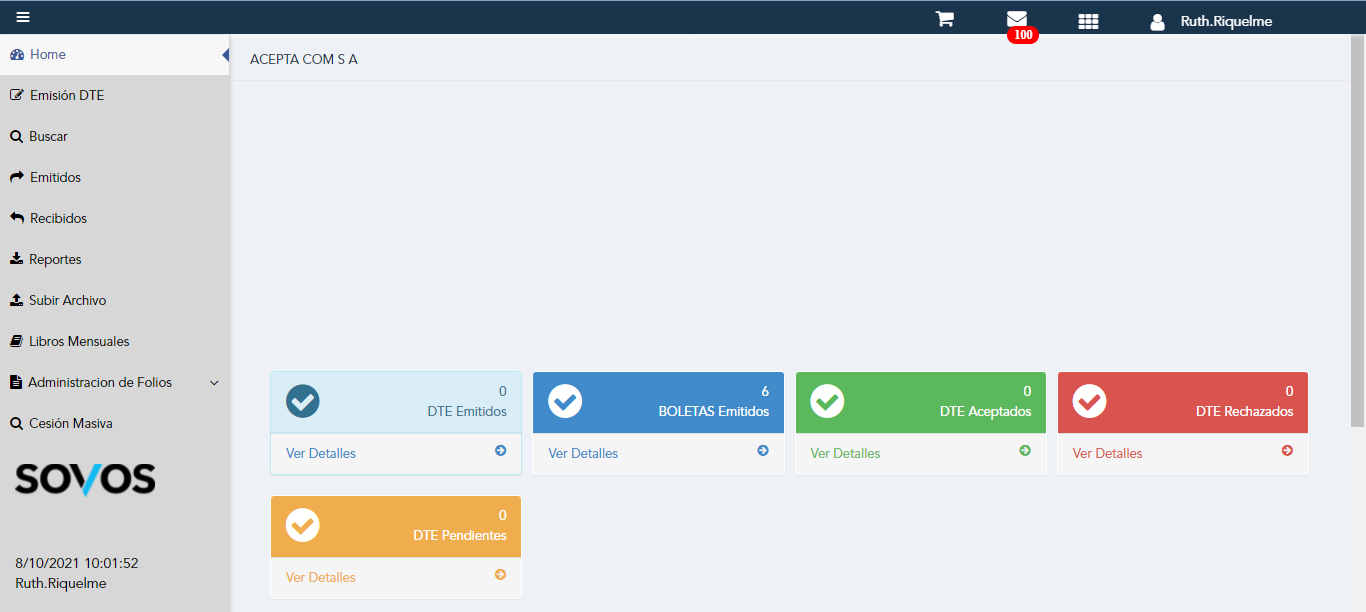 100
Ruth.Riquelme
Home
ACEPTA COM S A
Emisión DTE
Buscar
Emitidos
Recibidos
Reportes
Subir Archivo
Libros Mensuales
Administracion de Folios
Cesión Masiva
SOVOS
8/10/2021 10:01:52
Ruth.Riquelme
0
DTE Emitidos
Ver Detalles
6
BOLETAS Emitidos
Ver Detalles
0
DTE Aceptados
Ver Detalles
0
DTE Rechazados
Ver Detalles
0
DTE Pendientes
Ver Detalles